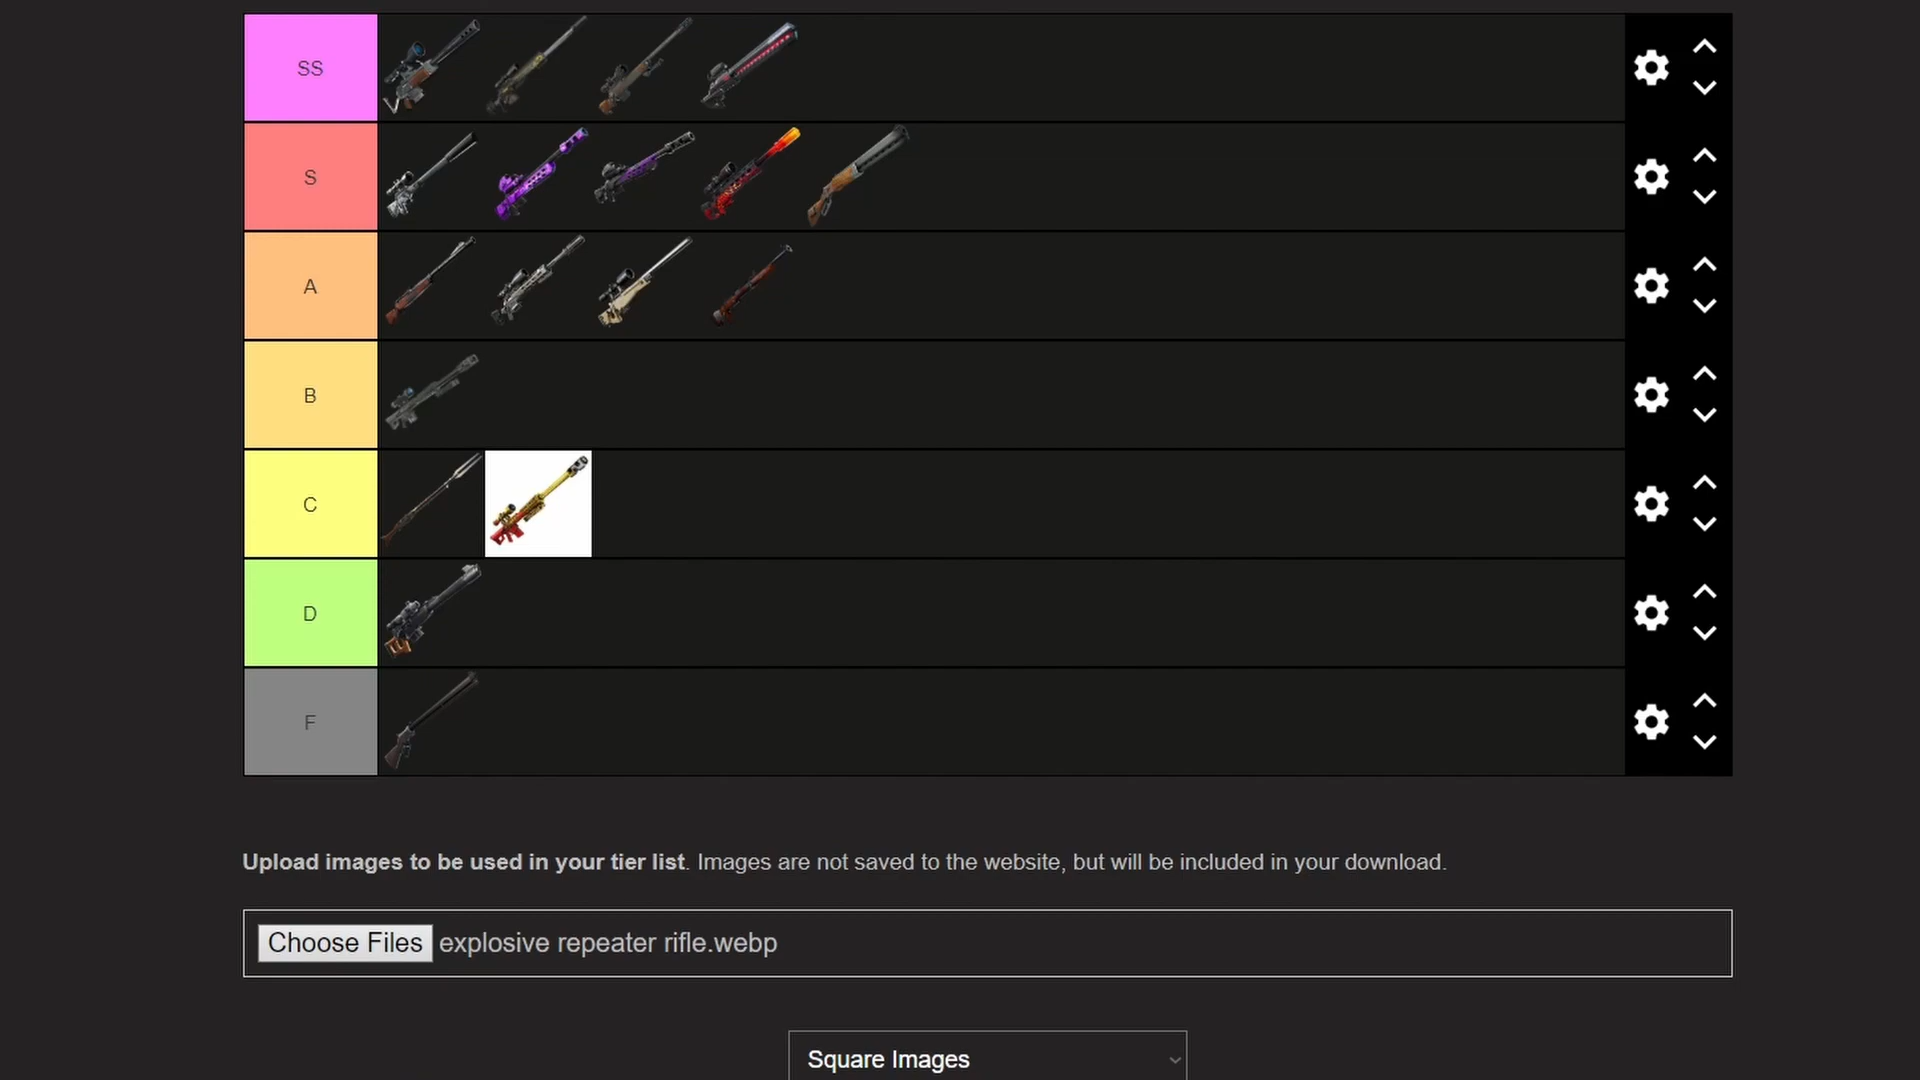 SS
S
A
B
C
D
F
Upload images to be used in your tier list. Images are not saved to the website, but will be included in your download.
Choose Files explosive repeater rifle.webp
Square Images